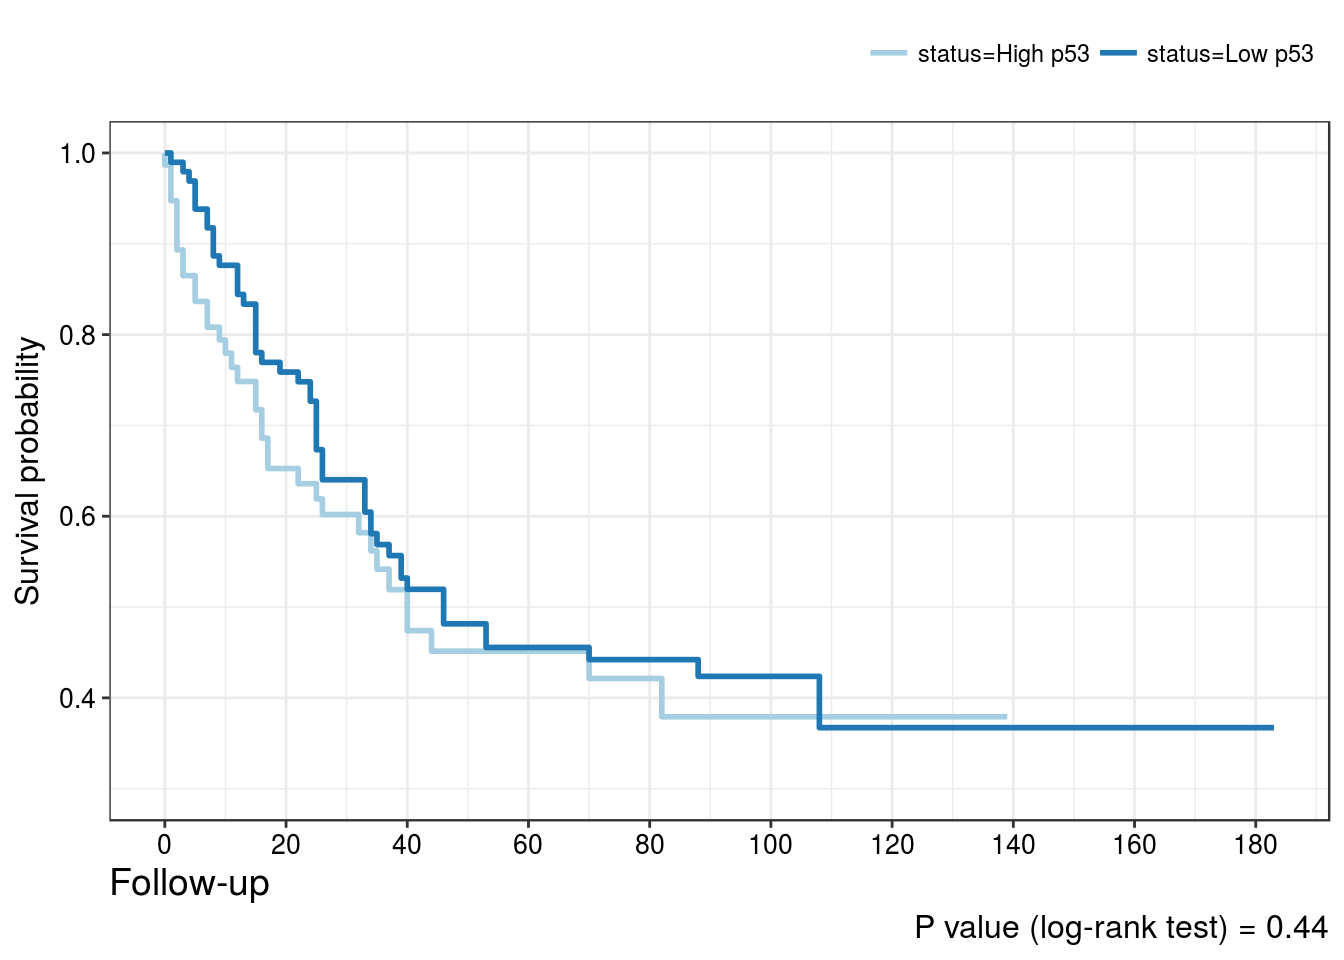 status=High p53 status=Low p53
Survival probability
1.0
0.8
0.6
0.4
0 20 40 60 80 100 120 140 160 180
Follow-up
P value (log-rank test) = 0.44